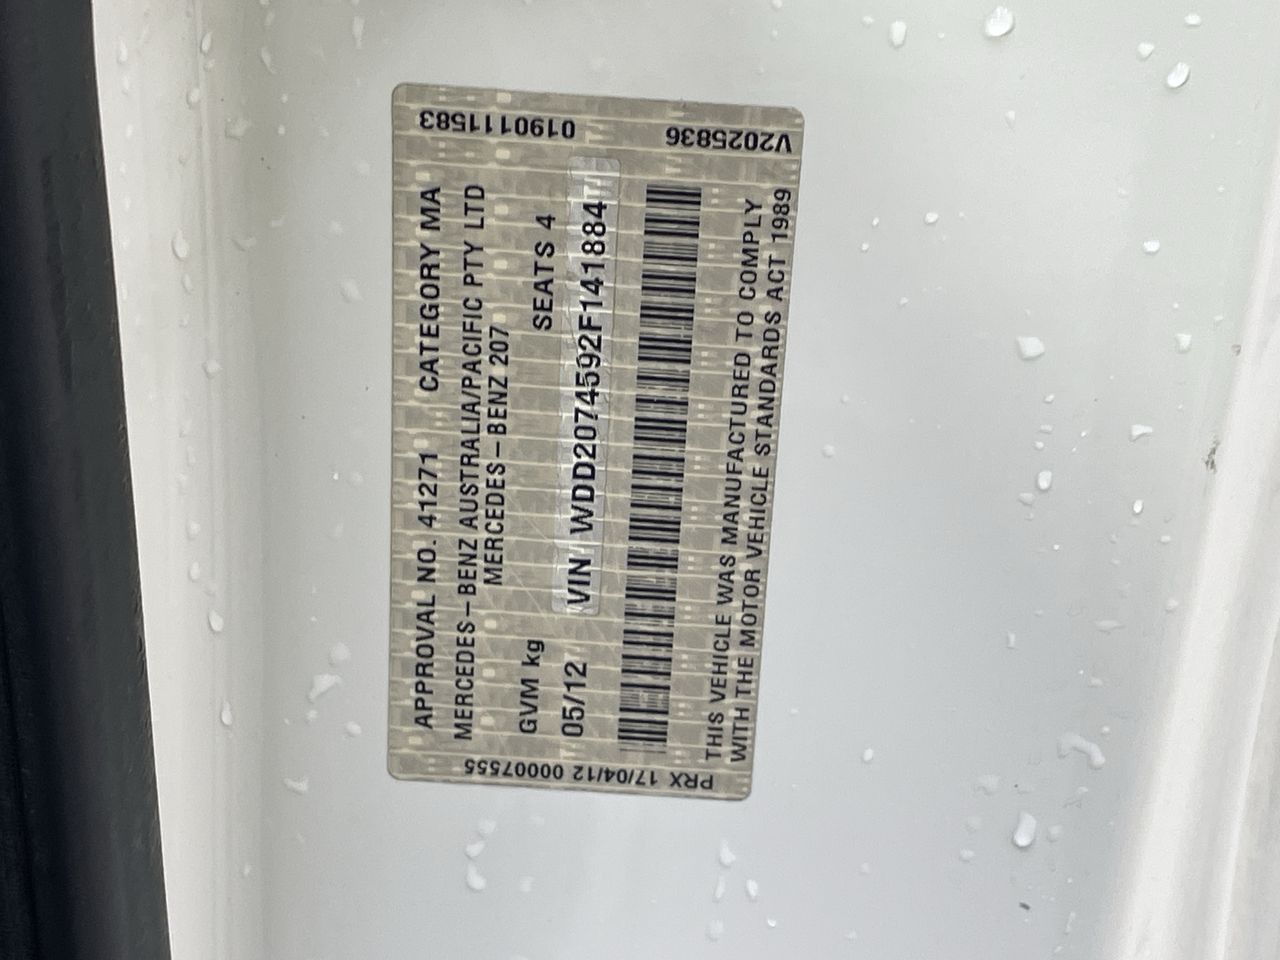 0190111583
V2025836
APPROVAL NO. 41271 CATEGORY MA
MERCEDES-BENZ AUSTRALIA/PACIFIC PTY LTD
MERCEDES-BENZ 207
GVM kg SEATS 4
05/12 VIN WDD2074592F141884
THIS VEHICLE WAS MANUFACTURED TO COMPLY
WITH THE MOTOR VEHICLE STANDARDS ACT 1989
PRX 17/04/12 00007555